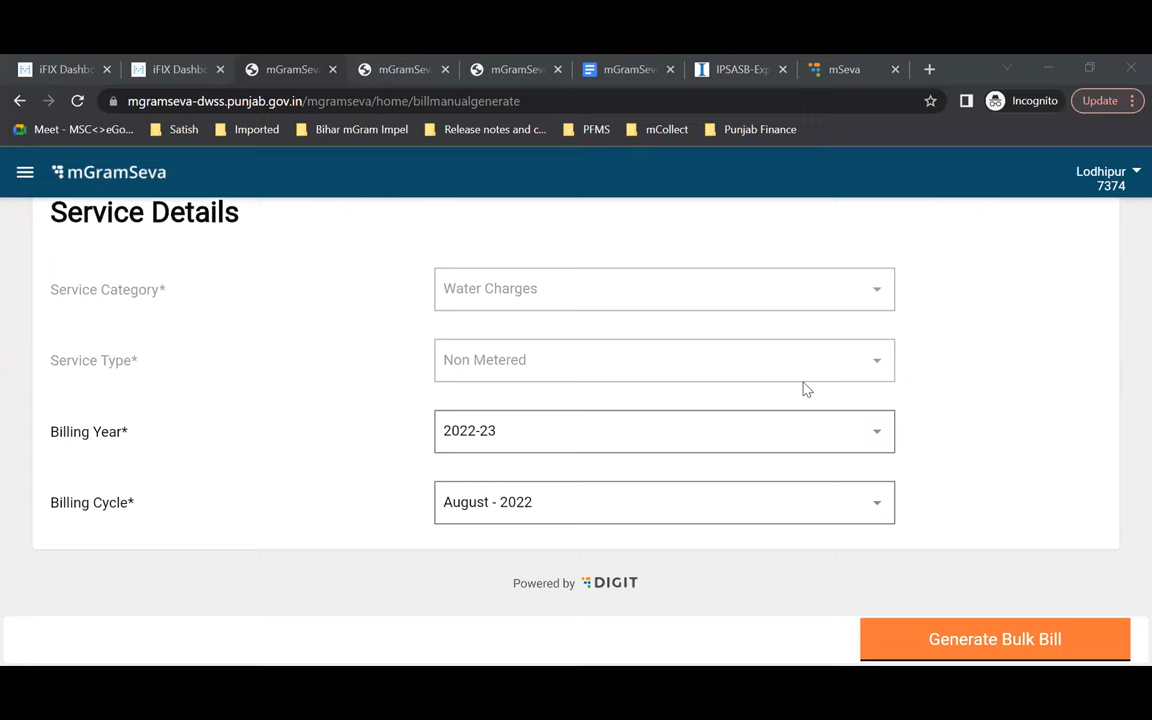 iFIX Dashbo iFIX Dashb mGramSev mGramSev mGramSev mGramSev IPSASB-Exp mSeva
mgramseva-dwss.punjab.gov.in/mgramseva/home/billmanualgenerate Incognito Update
Meet - MSC<>eGo... Satish Imported Bihar mGram Impel Release notes and c... PFMS mCollect Punjab Finance
mGramSeva Lodhipur
7374
Service Details
Service Category* Water Charges
Service Type* Non Metered
Billing Year* 2022-23
Billing Cycle* August - 2022
Powered by DIGIT
Generate Bulk Bill